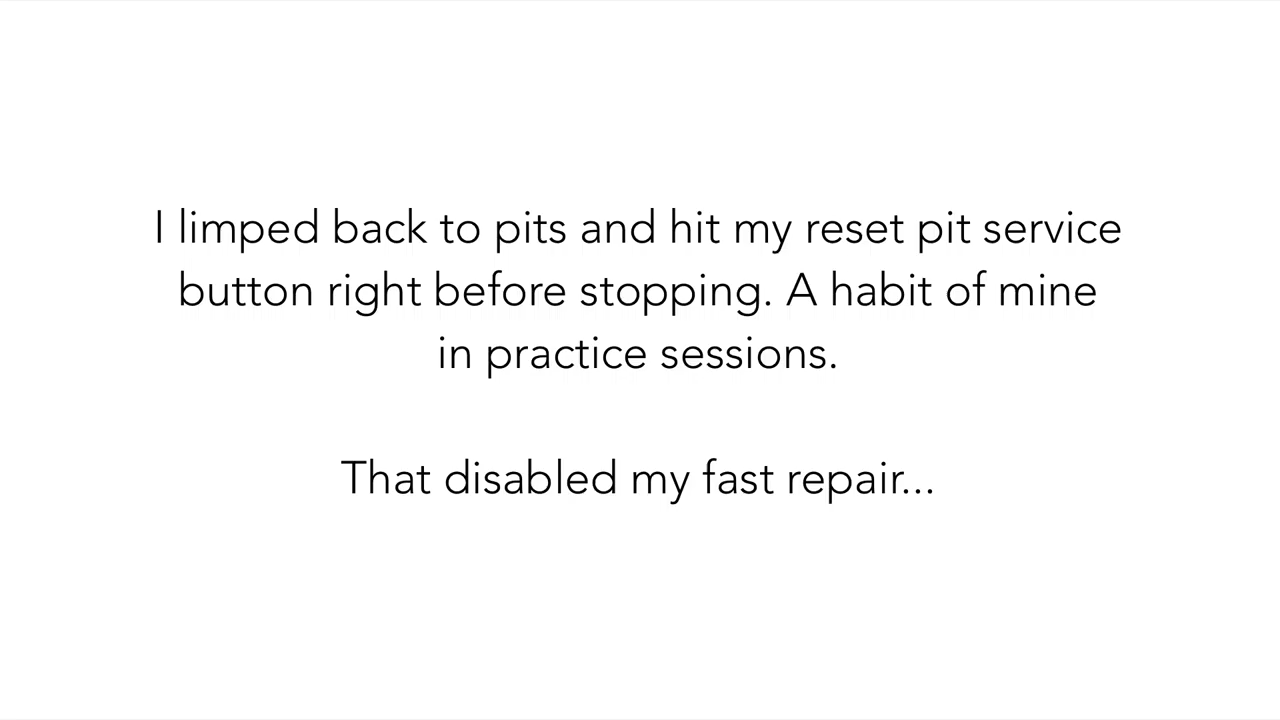 I limped back to pits and hit my reset pit service
button right before stopping. A habit of mine
in practice sessions.
That disabled my fast repair...